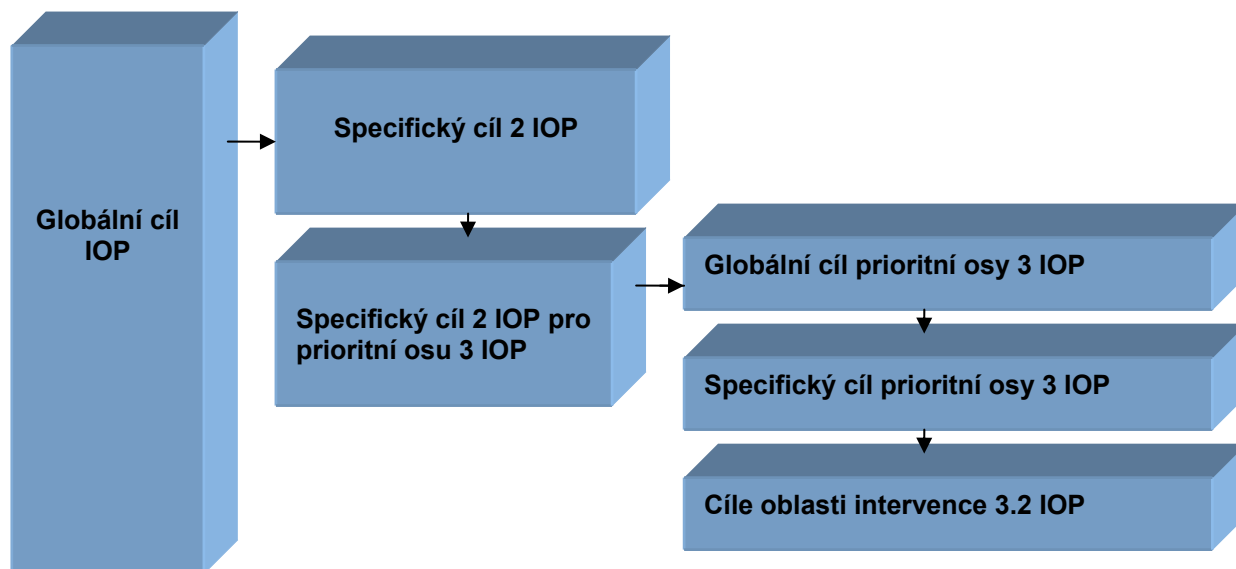 Globální cíl
IOP
Specifický cíl 2 IOP
Specifický cíl 2 IOP pro
prioritní osu 3 IOP
Globální cíl prioritní osy 3 IOP
Specifický cíl prioritní osy 3 IOP
Cíle oblasti intervence 3.2 IOP